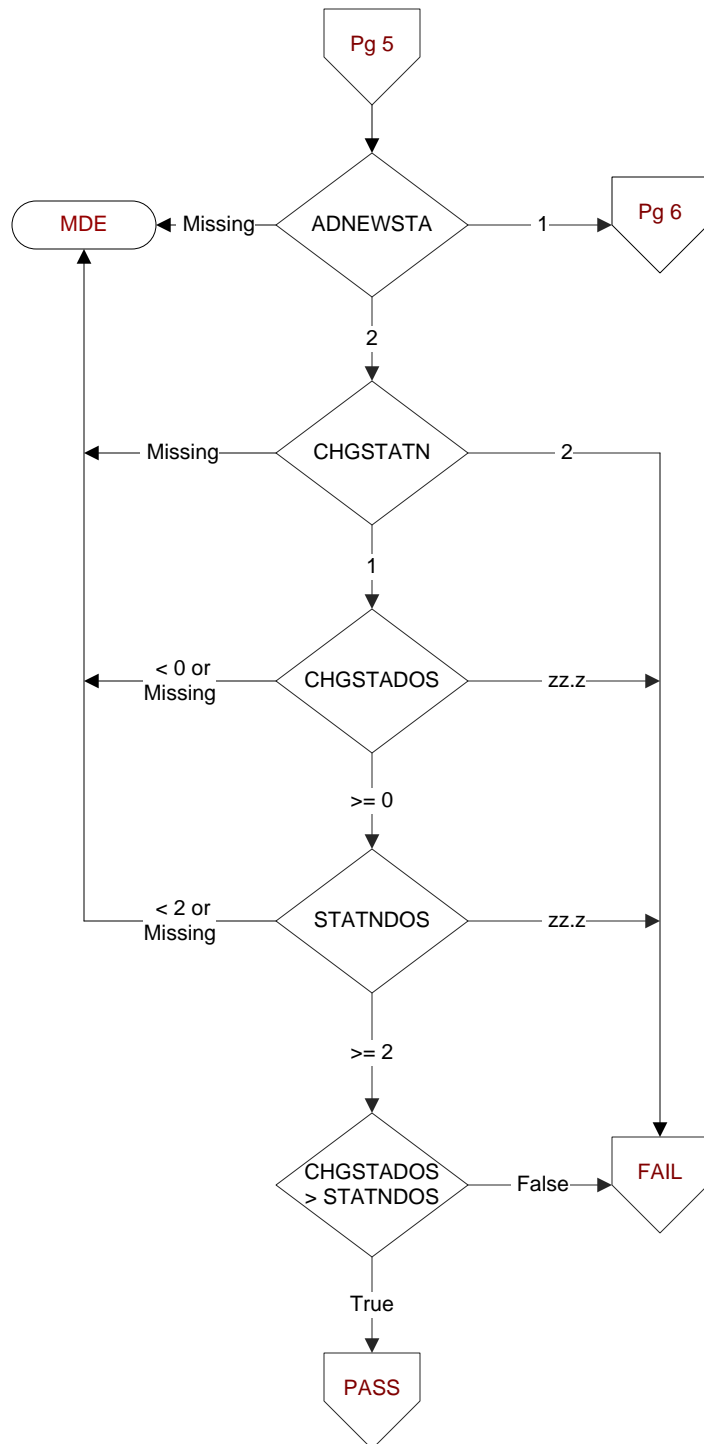 Pg 5
MDE
Missing
ADNEWSTA
1
Pg 6
2
Missing
CHGSTATN
2
1
< 0 or
Missing
CHGSTADOS
zz.z
>= 0
< 2 or
Missing
STATNDOS
zz.z
>= 2
CHGSTADOS
> STATNDOS
False
FAIL
True
PASS